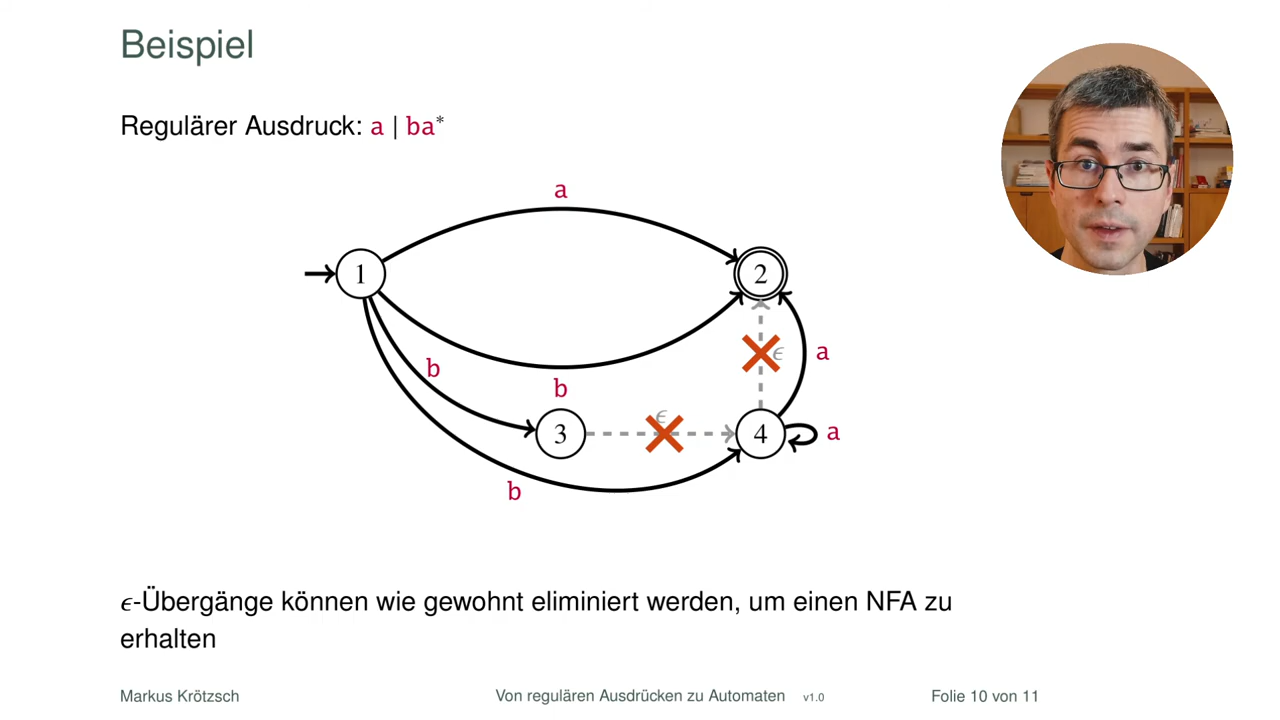 Beispiel
Regulärer Ausdruck: a | ba*
a
1
2
b
b
ϵ
a
3
ϵ
4
a
b
ϵ-Übergänge können wie gewohnt eliminiert werden, um einen NFA zu
erhalten
Markus Krötzsch
Von regulären Ausdrücken zu Automaten
v1.0
Folie 10 von 11